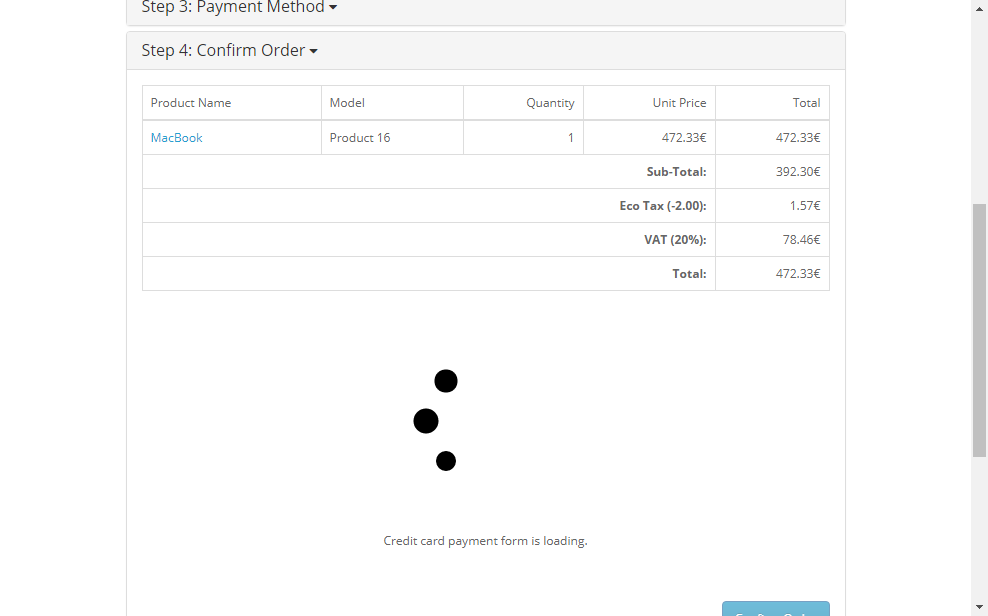 Step 3: Payment Method
Step 4: Confirm Order
Product Name Model Quantity Unit Price Total
MacBook Product 16 1 472.33€ 472.33€
Sub-Total: 392.30€
Eco Tax (-2.00): 1.57€
VAT (20%): 78.46€
Total: 472.33€
Credit card payment form is loading.